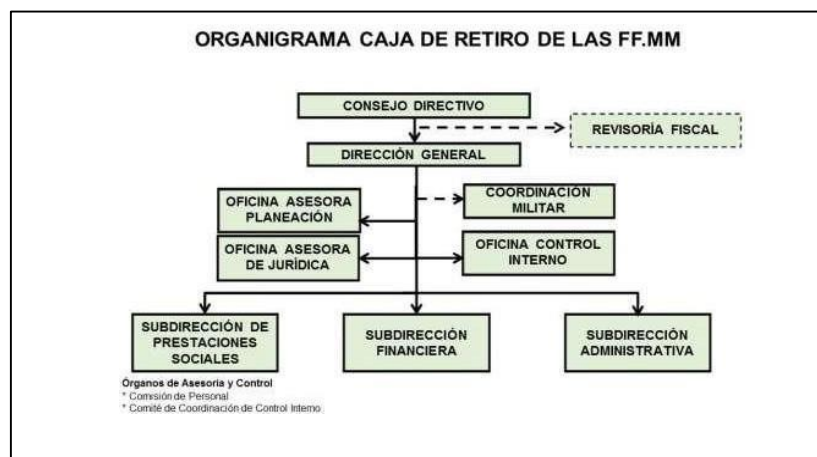 ORGANIGRAMA CAJA DE RETIRO DE LAS FF.MM
CONSEJO DIRECTIVO
REVISORÍA FISCAL
DIRECCIÓN GENERAL
OFICINA ASESORA
PLANEACIÓN
COORDINACIÓN
MILITAR
OFICINA ASESORA
DE JURÍDICA
OFICINA CONTROL
INTERNO
SUBDIRECCIÓN DE
PRESTACIONES
SOCIALES
SUBDIRECCIÓN
FINANCIERA
SUBDIRECCIÓN
ADMINISTRATIVA
Órganos de Asesoría y Control
* Comisión de Personal
* Comité de Coordinación de Control Interno